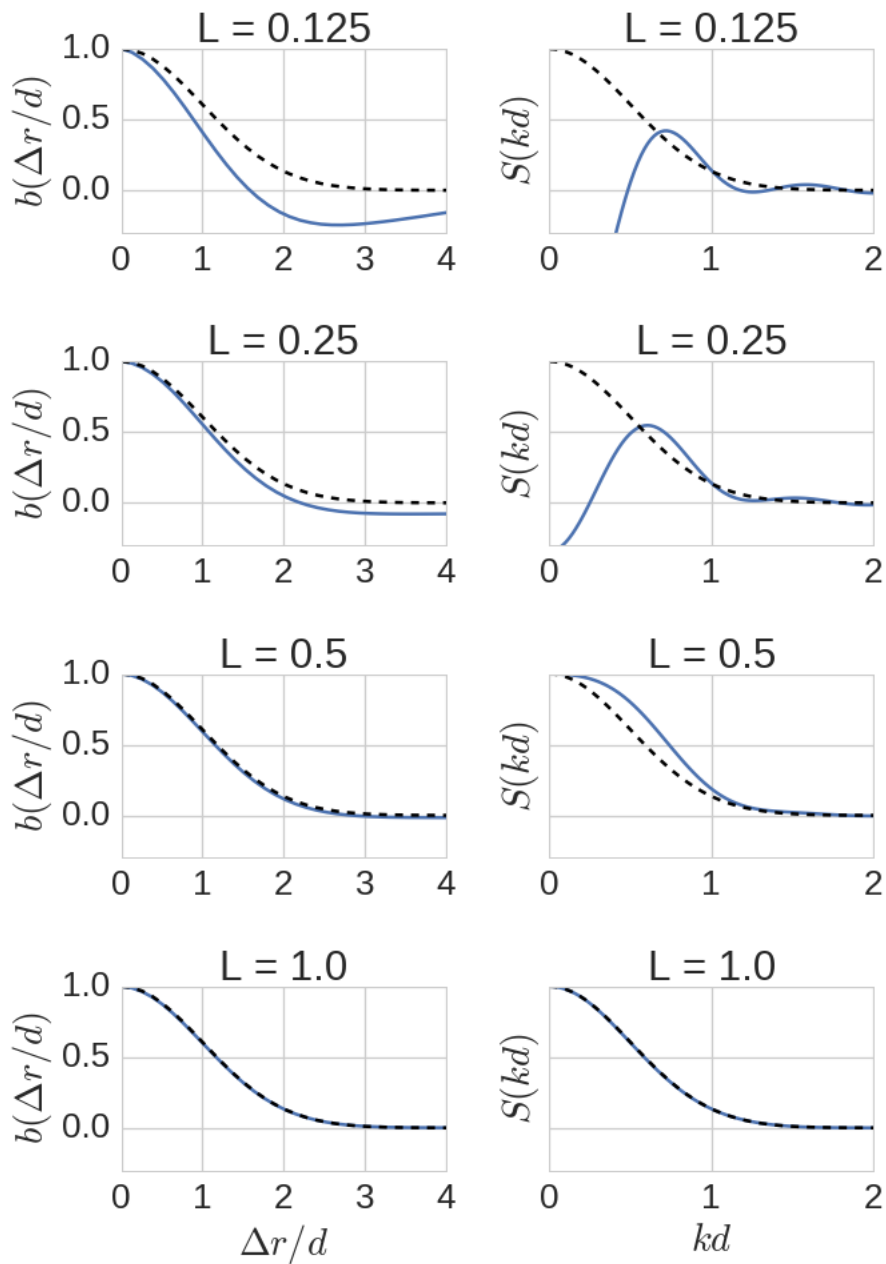 L = 0.125
b(Δr/d)
1.0
0.5
0.0
0 1 2 3 4
L = 0.125
S(kd)
0 1 2
L = 0.25
b(Δr/d)
1.0
0.5
0.0
0 1 2 3 4
L = 0.25
S(kd)
0 1 2
L = 0.5
b(Δr/d)
1.0
0.5
0.0
0 1 2 3 4
L = 0.5
S(kd)
0 1 2
L = 1.0
b(Δr/d)
1.0
0.5
0.0
0 1 2 3 4
Δr/d
L = 1.0
S(kd)
0 1 2
kd